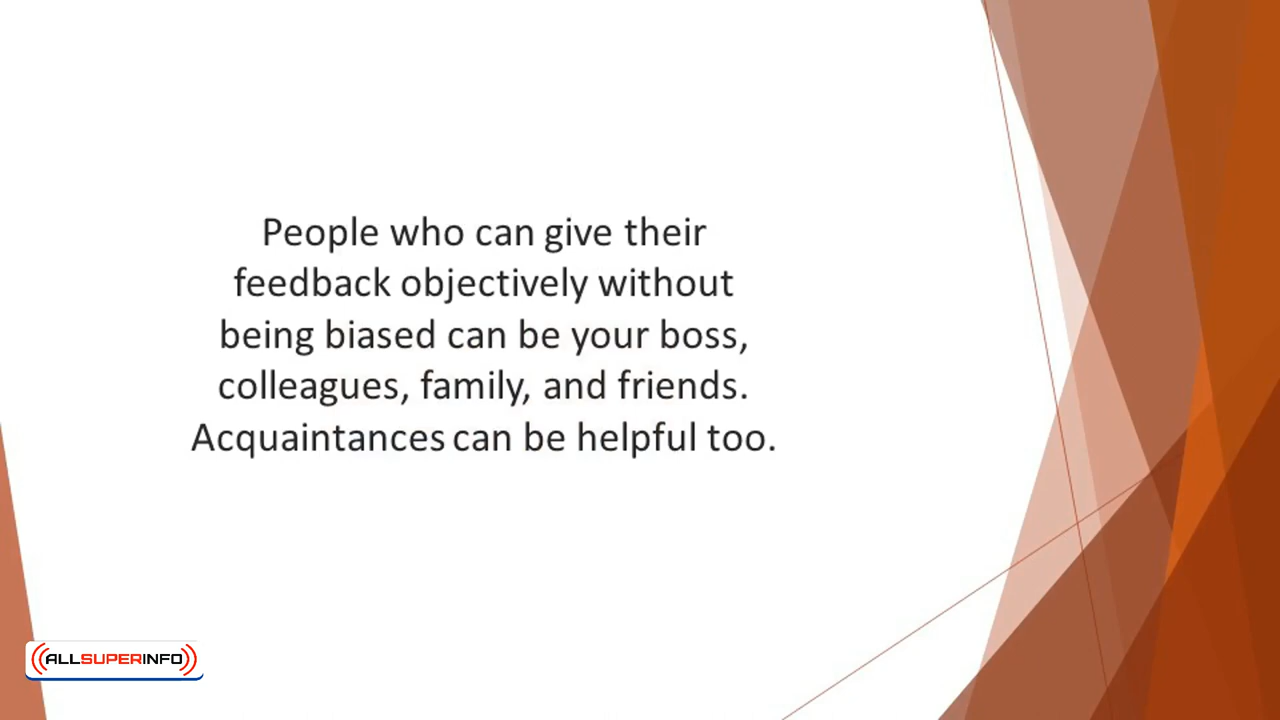 People who can give their
feedback objectively without
being biased can be your boss,
colleagues, family, and friends.
Acquaintances can be helpful too.
ALLSUPERINFO